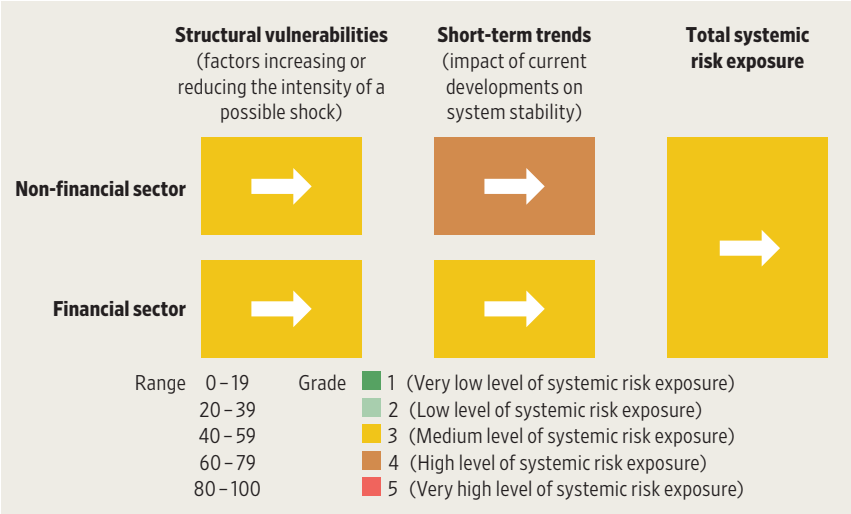 Structural vulnerabilities
(factors increasing or
reducing the intensity of a
possible shock)
Short-term trends
(impact of current
developments on
system stability)
Total systemic
risk exposure
Non-financial sector
Financial sector
Range 0–19 Grade 1 (Very low level of systemic risk exposure)
20–39 2 (Low level of systemic risk exposure)
40–59 3 (Medium level of systemic risk exposure)
60–79 4 (High level of systemic risk exposure)
80–100 5 (Very high level of systemic risk exposure)